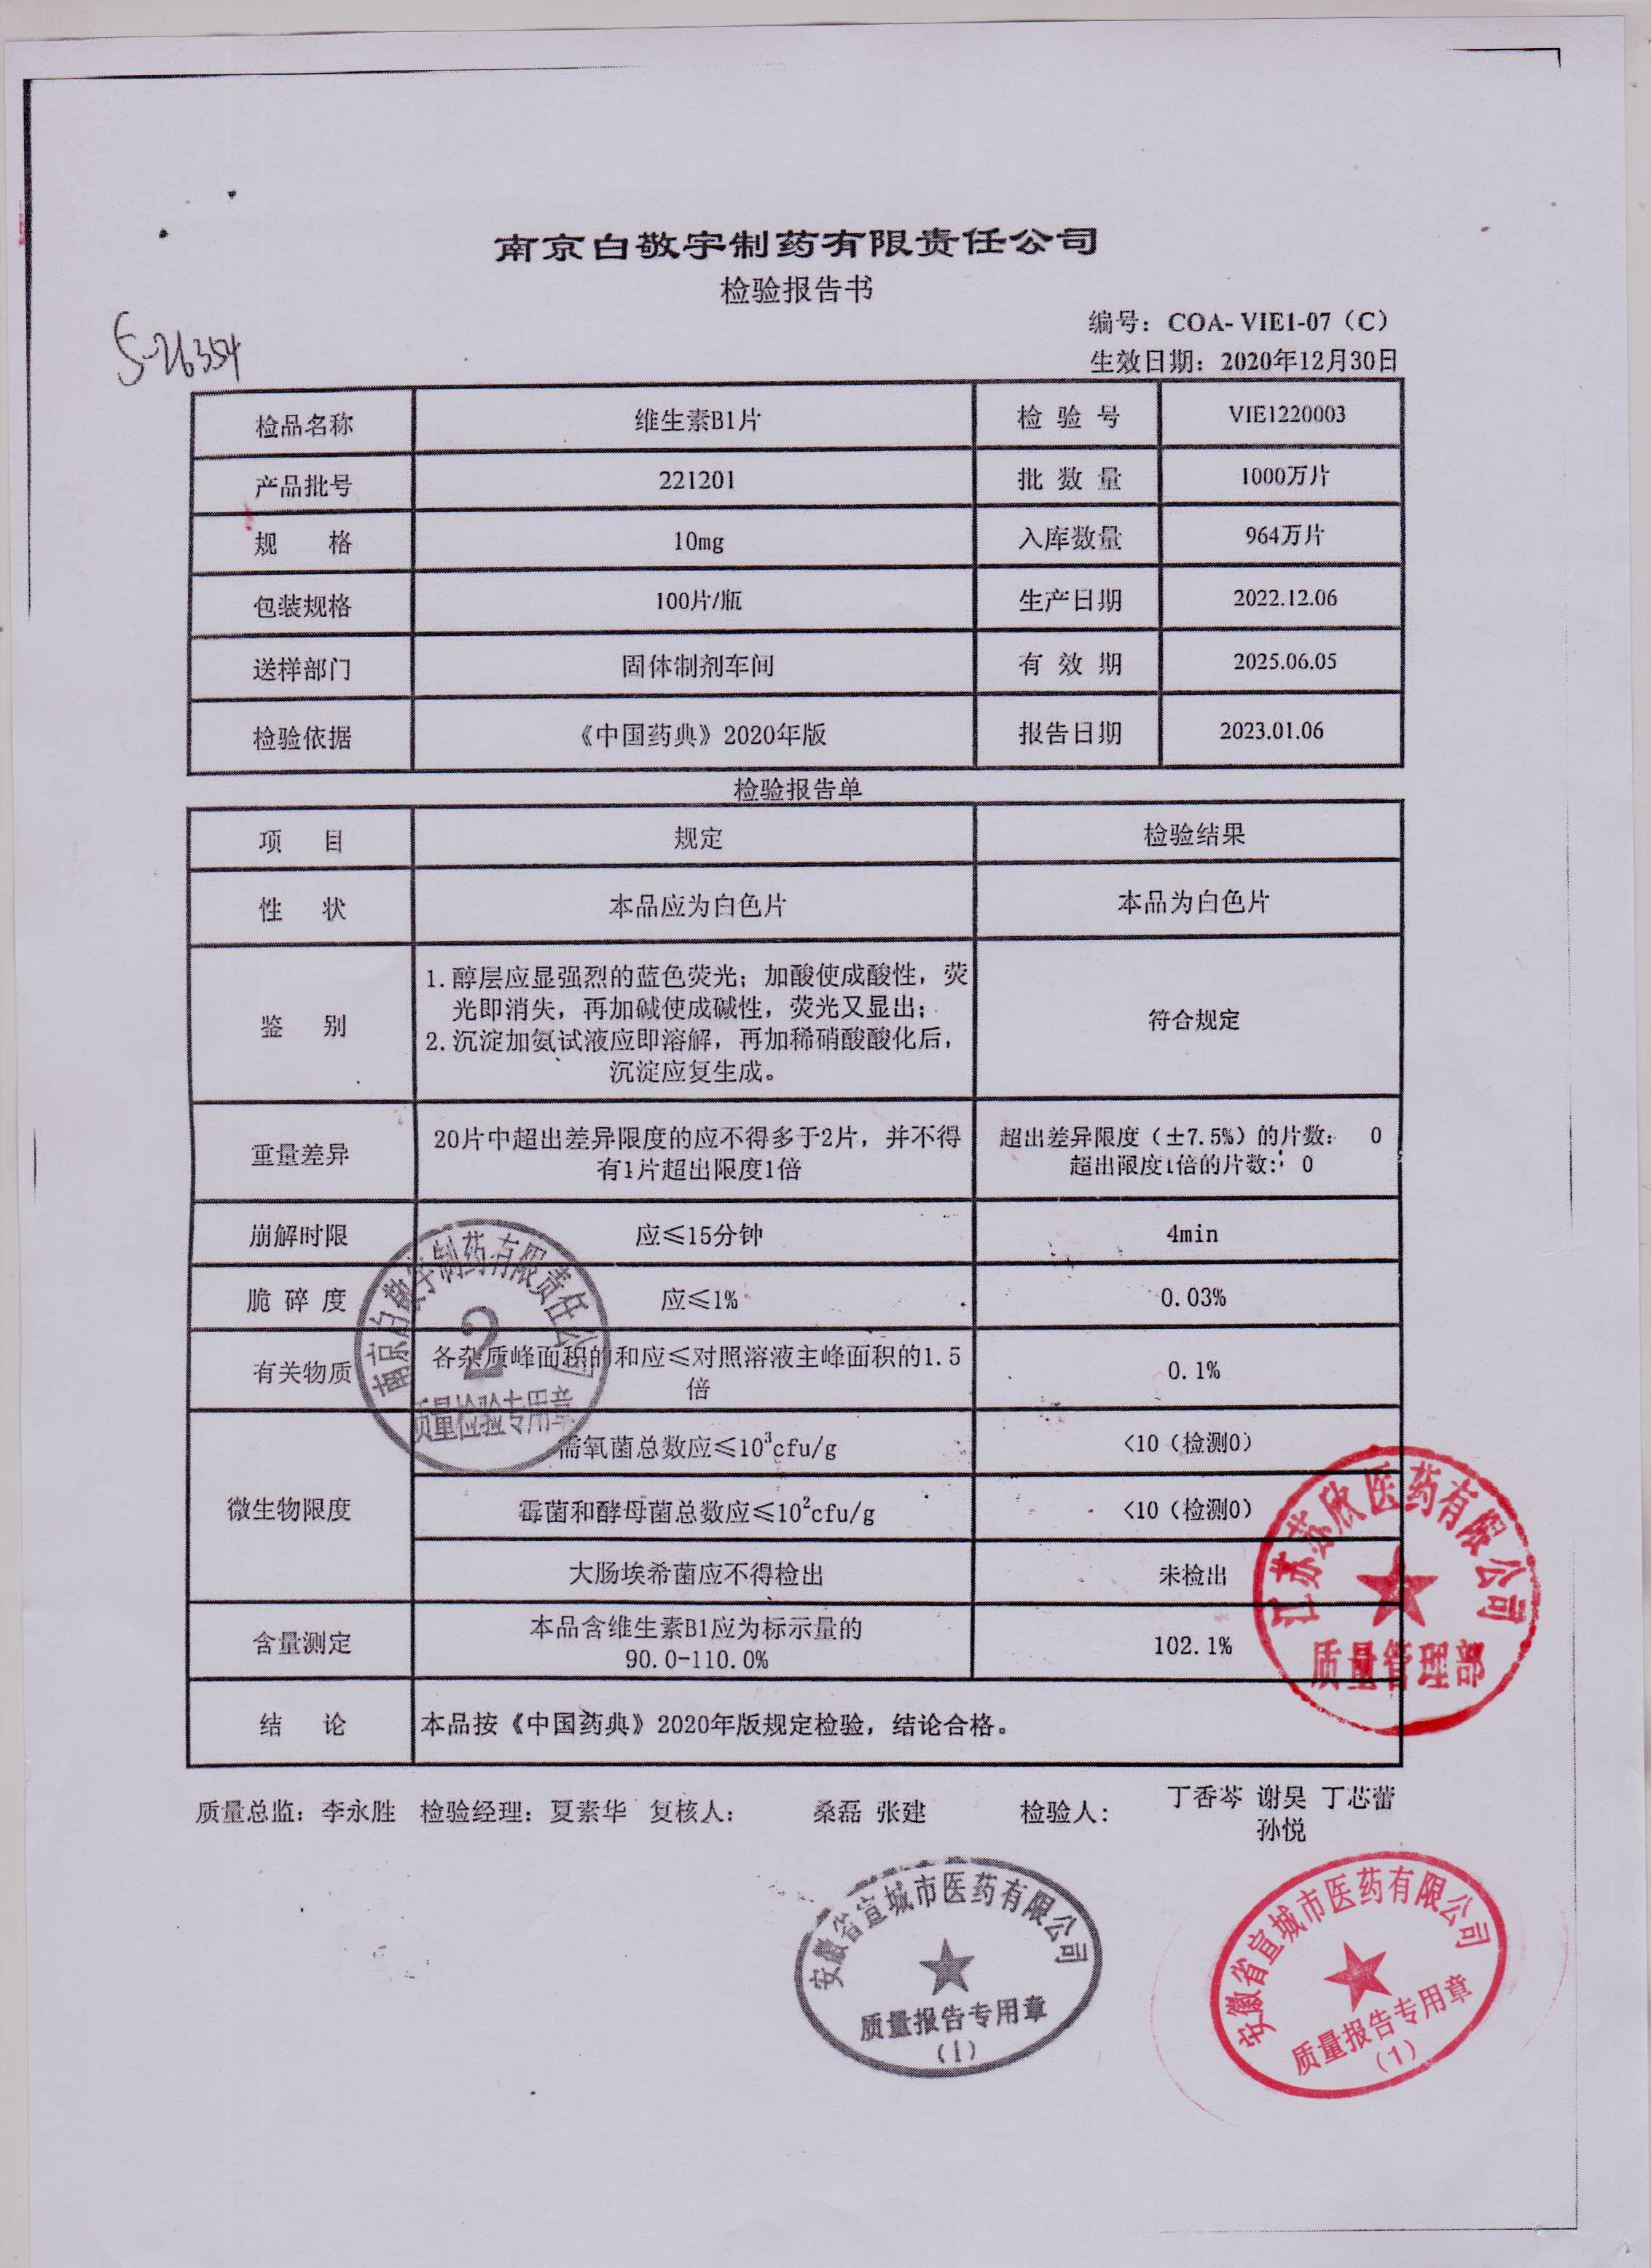 南京白敬宇制药有限责任公司
检验报告书
编号：COA- VIE1-07（C）
生效日期：2020年12月30日
5-26354
检品名称 维生素B1片 检 验 号 VIE1220003
产品批号 221201 批 数 量 1000万片
规 格 10mg 入库数量 964万片
包装规格 100片/瓶 生产日期 2022.12.06
送样部门 固体制剂车间 有 效 期 2025.06.05
检验依据 《中国药典》2020年版 报告日期 2023.01.06
检验报告单
项 目 规定 检验结果
性 状 本品应为白色片 本品为白色片
鉴 别
1.醇层应显强烈的蓝色荧光；加酸使成酸性，荧
光即消失，再加碱使成碱性，荧光又显出；
2.沉淀加氨试液应即溶解，再加稀硝酸酸化后，
沉淀应复生成。
符合规定
重量差异
20片中超出差异限度的应不得多于2片，并不得
有1片超出限度1倍
超出差异限度（±7.5%）的片数： 0
超出限度1倍的片数： 0
崩解时限 应≤15分钟 4min
脆 碎 度 应≤1% 0.03%
有关物质
各杂质峰面积的和应≤对照溶液主峰面积的1.5
倍
0.1%
微生物限度
需氧菌总数应≤10³cfu/g <10（检测0）
霉菌和酵母菌总数应≤10²cfu/g <10（检测0）
大肠埃希菌应不得检出 未检出
含量测定
本品含维生素B1应为标示量的
90.0-110.0%
102.1%
结 论 本品按《中国药典》2020年版规定检验，结论合格。
南京白敬宇制药有限责任公司
2
质量检验专用章
江苏苏欣医药有限公司
质量管理部
质量总监：李永胜 检验经理：夏素华 复核人： 桑磊 张建 检验人： 丁香芩 谢昊 丁芯蕾
孙悦
安徽省宣城市医药有限公司
质量报告专用章
(1)
安徽省宣城市医药有限公司
质量报告专用章
(1)